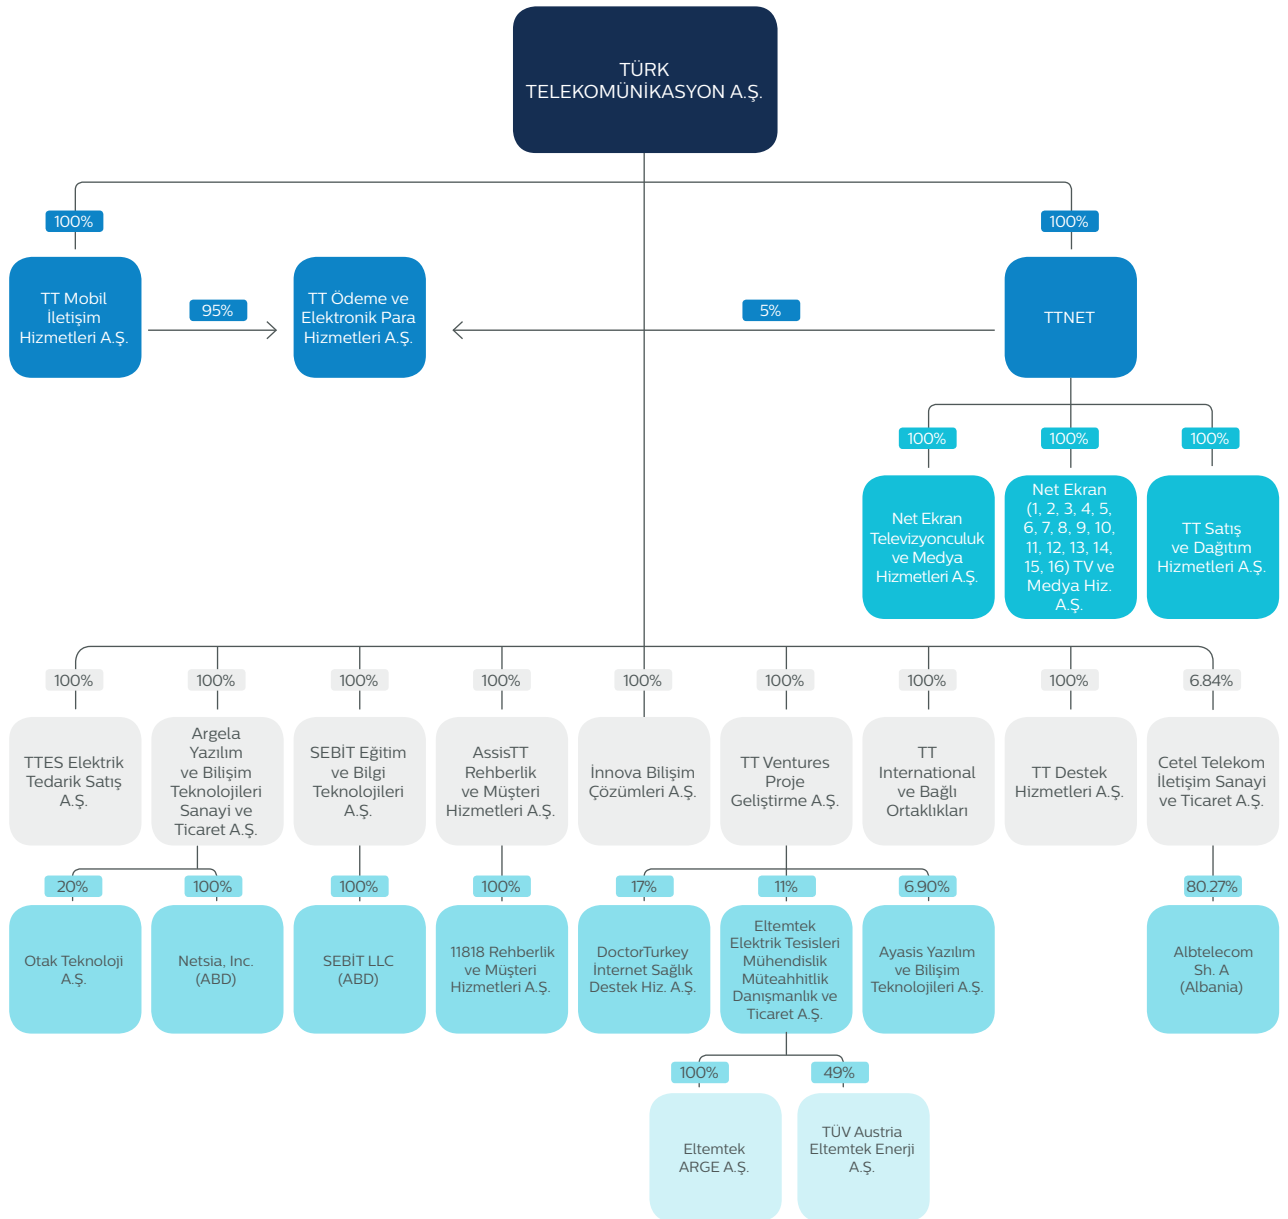 TÜRK
TELEKOMÜNİKASYON A.Ş.
100%
100%
TT Mobil
İletişim
Hizmetleri A.Ş.
95%
TT Ödeme ve
Elektronik Para
Hizmetleri A.Ş.
5%
TTNET
100%
100%
100%
Net Ekran
Televizyonculuk
ve Medya
Hizmetleri A.Ş.
Net Ekran
(1, 2, 3, 4, 5,
6, 7, 8, 9, 10,
11, 12, 13, 14,
15, 16) TV ve
Medya Hiz.
A.Ş.
TT Satış
ve Dağıtım
Hizmetleri A.Ş.
100%
100%
100%
100%
100%
100%
100%
100%
6.84%
TTES Elektrik
Tedarik Satış
A.Ş.
Argela
Yazılım
ve Bilişim
Teknolojileri
Sanayi ve
Ticaret A.Ş.
SEBİT Eğitim
ve Bilgi
Teknolojileri
A.Ş.
AssisTT
Rehberlik
ve Müşteri
Hizmetleri A.Ş.
İnnova Bilişim
Çözümleri A.Ş.
TT Ventures
Proje
Geliştirme A.Ş.
TT
International
ve Bağlı
Ortaklıkları
TT Destek
Hizmetleri A.Ş.
Cetel Telekom
İletişim Sanayi
ve Ticaret A.Ş.
20%
100%
100%
100%
17%
11%
6.90%
80.27%
Otak Teknoloji
A.Ş.
Netsia, Inc.
(ABD)
SEBİT LLC
(ABD)
11818 Rehberlik
ve Müşteri
Hizmetleri A.Ş.
DoctorTurkey
İnternet Sağlık
Destek Hiz. A.Ş.
Eltemtek
Elektrik Tesisleri
Mühendislik
Müteahhitlik
Danışmanlık ve
Ticaret A.Ş.
Ayasis Yazılım
ve Bilişim
Teknolojileri A.Ş.
Albtelecom
Sh. A
(Albania)
100%
49%
Eltemtek
ARGE A.Ş.
TÜV Austria
Eltemtek Enerji
A.Ş.